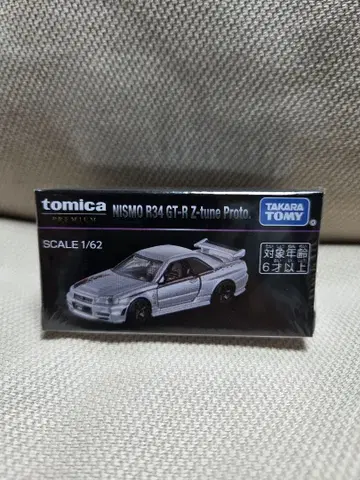 tomica
PREMIUM
NISMO R34 GT-R Z-tune Proto.
TAKARA
TOMY
SCALE 1/62
対象年齢
6才以上